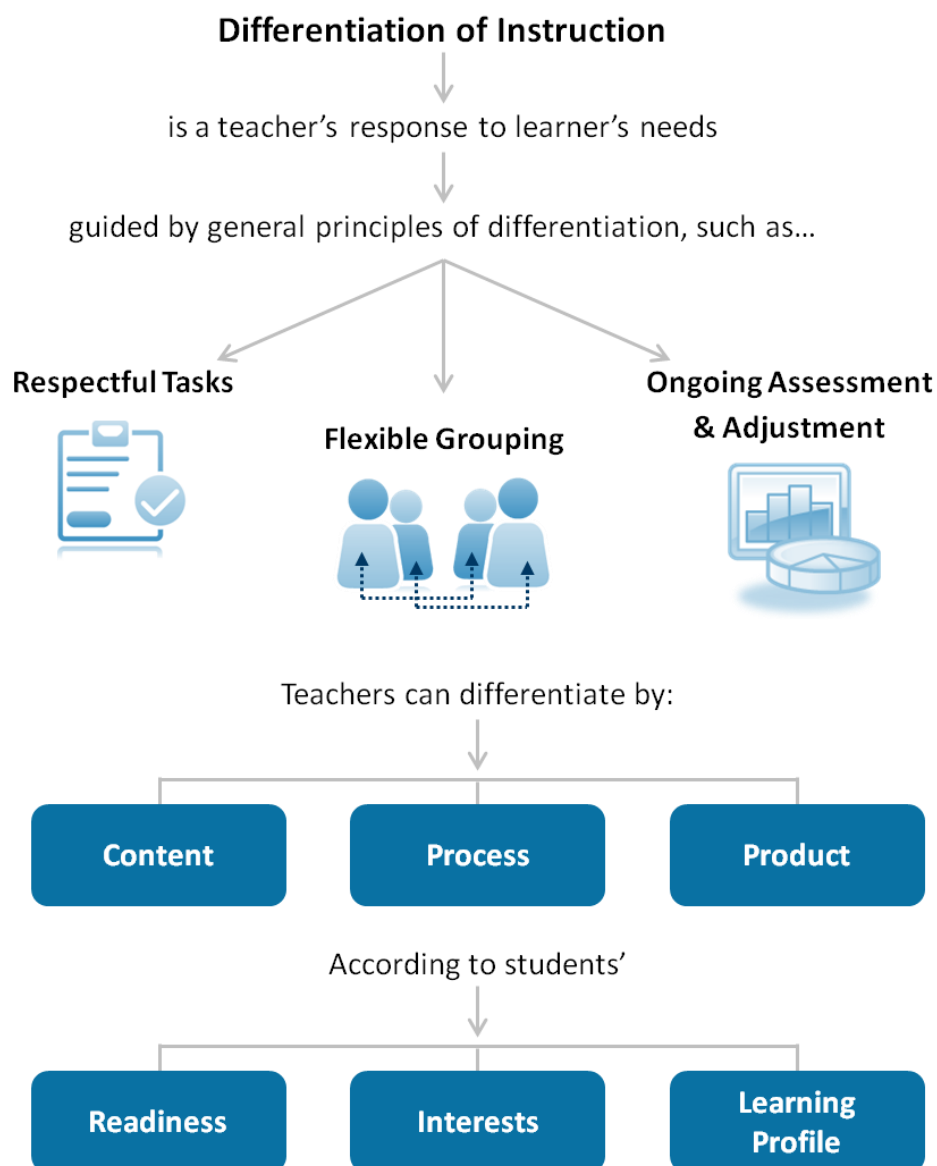 Differentiation of Instruction
is a teacher’s response to learner’s needs
guided by general principles of differentiation, such as…
Respectful Tasks
Flexible Grouping
Ongoing Assessment
& Adjustment
Teachers can differentiate by:
Content
Process
Product
According to students’
Readiness
Interests
Learning
Profile